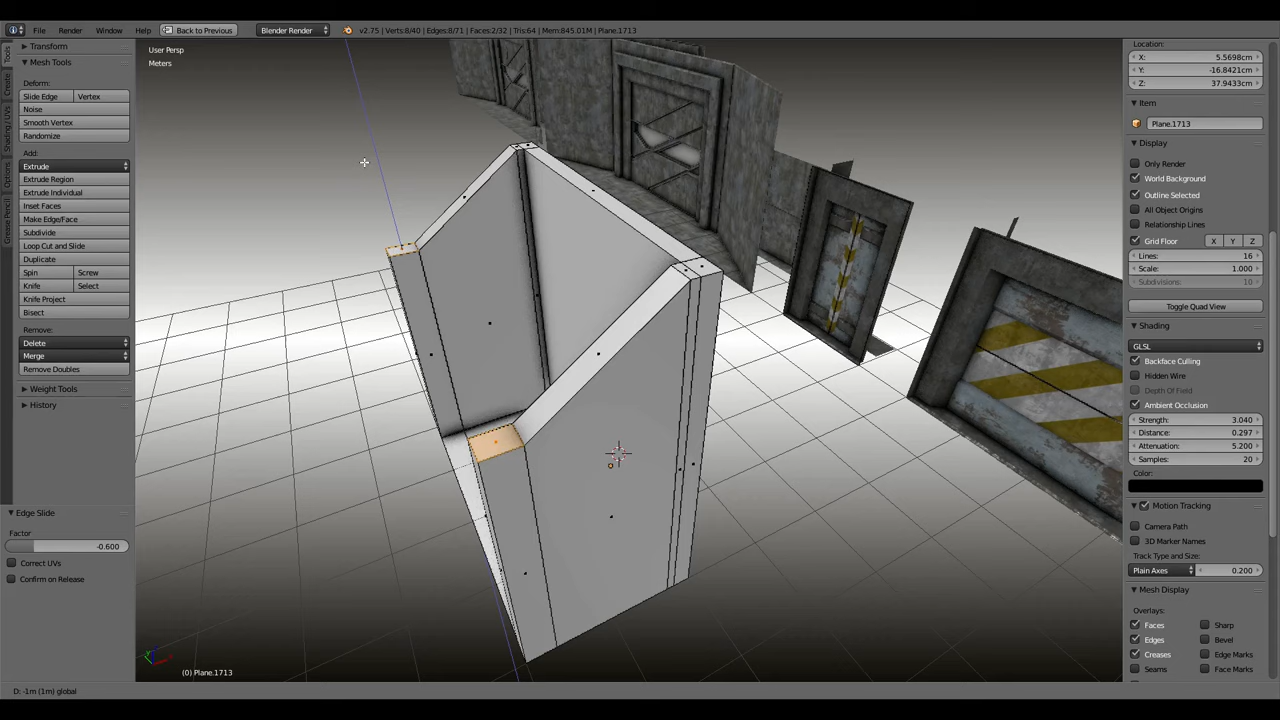 File Render Window Help Back to Previous Blender Render v2.75 | Verts:8/40 | Edges:8/71 | Faces:2/32 | Tris:64 | Mem:845.01M | Plane.1713
Tools
Create
Shading / UVs
Options
Grease Pencil
Transform
Mesh Tools
Deform:
Slide Edge Vertex
Noise
Smooth Vertex
Randomize
Add:
Extrude
Extrude Region
Extrude Individual
Inset Faces
Make Edge/Face
Subdivide
Loop Cut and Slide
Duplicate
Spin Screw
Knife Select
Knife Project
Bisect
Remove:
Delete
Merge
Remove Doubles
Weight Tools
History
Edge Slide
Factor
-0.600
Correct UVs
Confirm on Release
User Persp
Meters
(0) Plane.1713
D: -1m (1m) global
Location:
X: 5.5698cm
Y: -16.8421cm
Z: 37.9433cm
Item
Plane.1713
Display
Only Render
World Background
Outline Selected
All Object Origins
Relationship Lines
Grid Floor X Y Z
Lines: 16
Scale: 1.000
Subdivisions: 10
Toggle Quad View
Shading
GLSL
Backface Culling
Hidden Wire
Depth Of Field
Ambient Occlusion
Strength: 3.040
Distance: 0.297
Attenuation: 5.200
Samples: 20
Color:
Motion Tracking
Camera Path
3D Marker Names
Track Type and Size:
Plain Axes 0.200
Mesh Display
Overlays:
Faces Sharp
Edges Bevel
Creases Edge Marks
Seams Face Marks